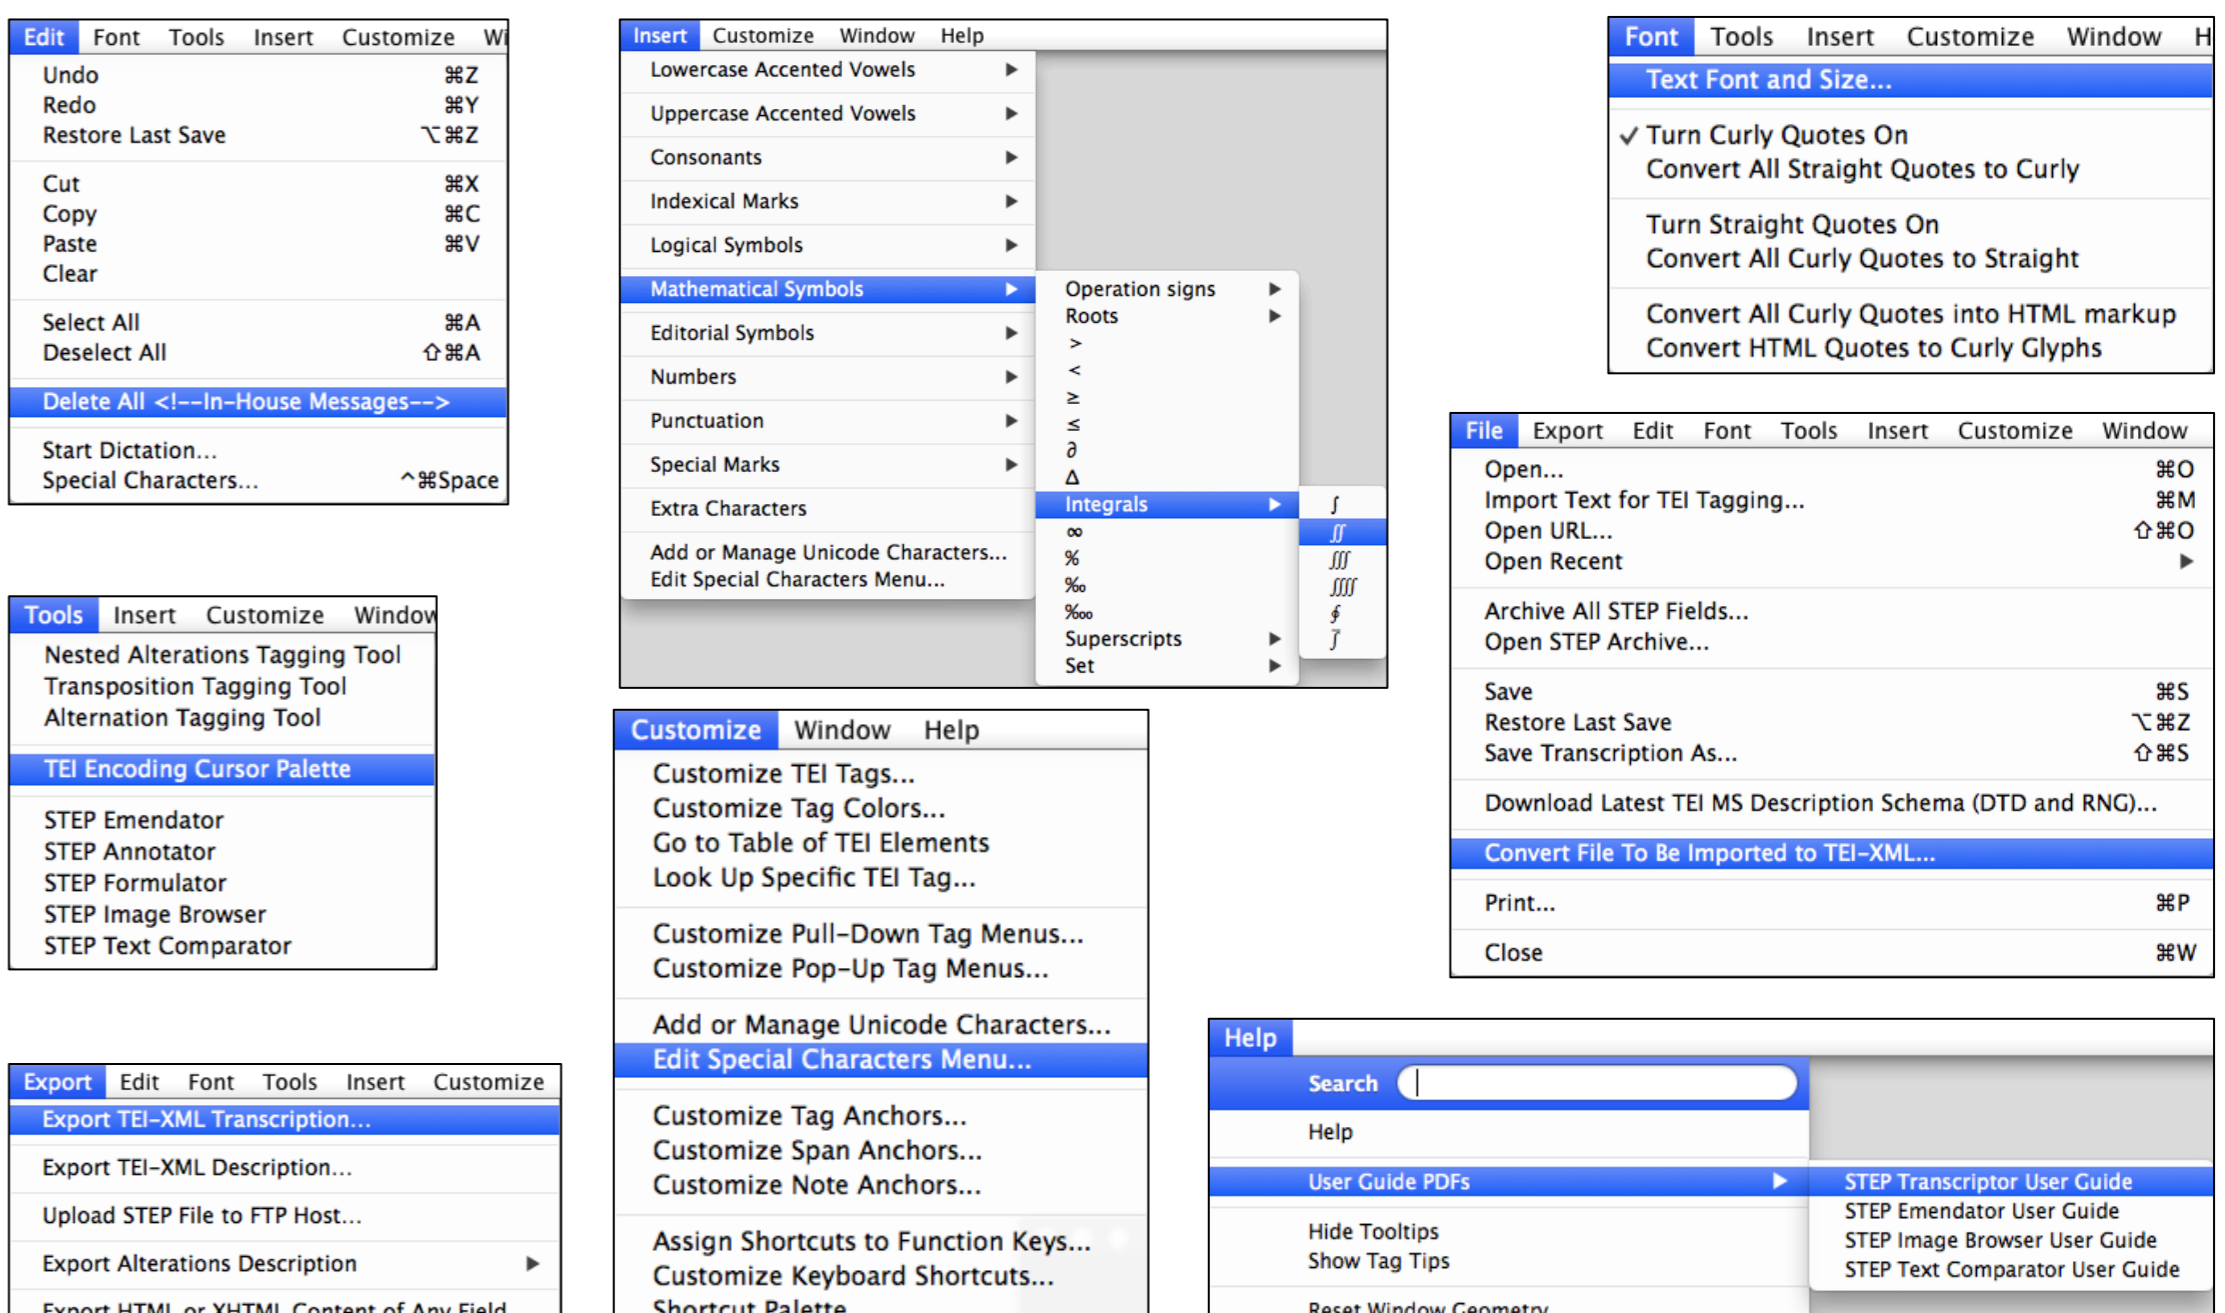 Edit Font Tools Insert Customize Wi
Undo ⌘Z
Redo ⌘Y
Restore Last Save ⌥⌘Z
Cut ⌘X
Copy ⌘C
Paste ⌘V
Clear
Select All ⌘A
Deselect All ⇧⌘A
Delete All <!--In-House Messages-->
Start Dictation...
Special Characters... ^⌘Space
Insert Customize Window Help
Lowercase Accented Vowels ▶
Uppercase Accented Vowels ▶
Consonants ▶
Indexical Marks ▶
Logical Symbols ▶
Mathematical Symbols ▶
Editorial Symbols ▶
Numbers ▶
Punctuation ▶
Special Marks ▶
Extra Characters
Add or Manage Unicode Characters...
Edit Special Characters Menu...
Operation signs ▶
Roots ▶
>
<
≥
≤
∂
Δ
Integrals ▶
∞
%
‰
‱
Superscripts ▶
Set ▶
∫
∬
∭
⨌
∮
Font Tools Insert Customize Window H
Text Font and Size...
✓ Turn Curly Quotes On
Convert All Straight Quotes to Curly
Turn Straight Quotes On
Convert All Curly Quotes to Straight
Convert All Curly Quotes into HTML markup
Convert HTML Quotes to Curly Glyphs
File Export Edit Font Tools Insert Customize Window
Open... ⌘O
Import Text for TEI Tagging... ⌘M
Open URL... ⇧⌘O
Open Recent ▶
Archive All STEP Fields...
Open STEP Archive...
Save ⌘S
Restore Last Save ⌥⌘Z
Save Transcription As... ⇧⌘S
Download Latest TEI MS Description Schema (DTD and RNG)...
Convert File To Be Imported to TEI-XML...
Print... ⌘P
Close ⌘W
Tools Insert Customize Window
Nested Alterations Tagging Tool
Transposition Tagging Tool
Alternation Tagging Tool
TEI Encoding Cursor Palette
STEP Emendator
STEP Annotator
STEP Formulator
STEP Image Browser
STEP Text Comparator
Customize Window Help
Customize TEI Tags...
Customize Tag Colors...
Go to Table of TEI Elements
Look Up Specific TEI Tag...
Customize Pull-Down Tag Menus...
Customize Pop-Up Tag Menus...
Add or Manage Unicode Characters...
Edit Special Characters Menu...
Customize Tag Anchors...
Customize Span Anchors...
Customize Note Anchors...
Assign Shortcuts to Function Keys...
Customize Keyboard Shortcuts...
Shortcut Palette
Export Edit Font Tools Insert Customize
Export TEI-XML Transcription...
Export TEI-XML Description...
Upload STEP File to FTP Host...
Export Alterations Description ▶
Export HTML or XHTML Content of Any Field
Help
Search
Help
User Guide PDFs ▶
Hide Tooltips
Show Tag Tips
Reset Window Geometry
STEP Transcriptor User Guide
STEP Emendator User Guide
STEP Image Browser User Guide
STEP Text Comparator User Guide